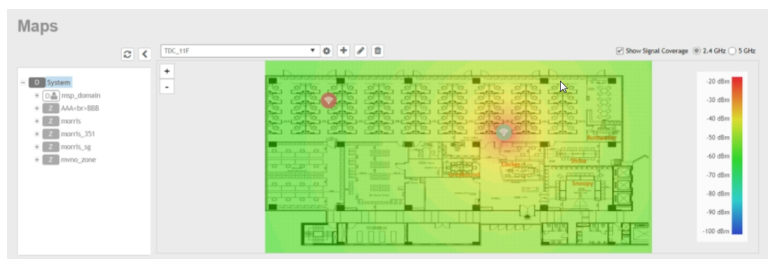 Maps
TDC_11F
Show Signal Coverage 2.4 GHz 5 GHz
+
-
D System
D msp_domain
Z AAA<br>BBB
Z morris
Z morris_351
Z morris_sg
Z mvno_zone
-20 dBm
-30 dBm
-40 dBm
-50 dBm
-60 dBm
-70 dBm
-80 dBm
-90 dBm
-100 dBm
Snoopy